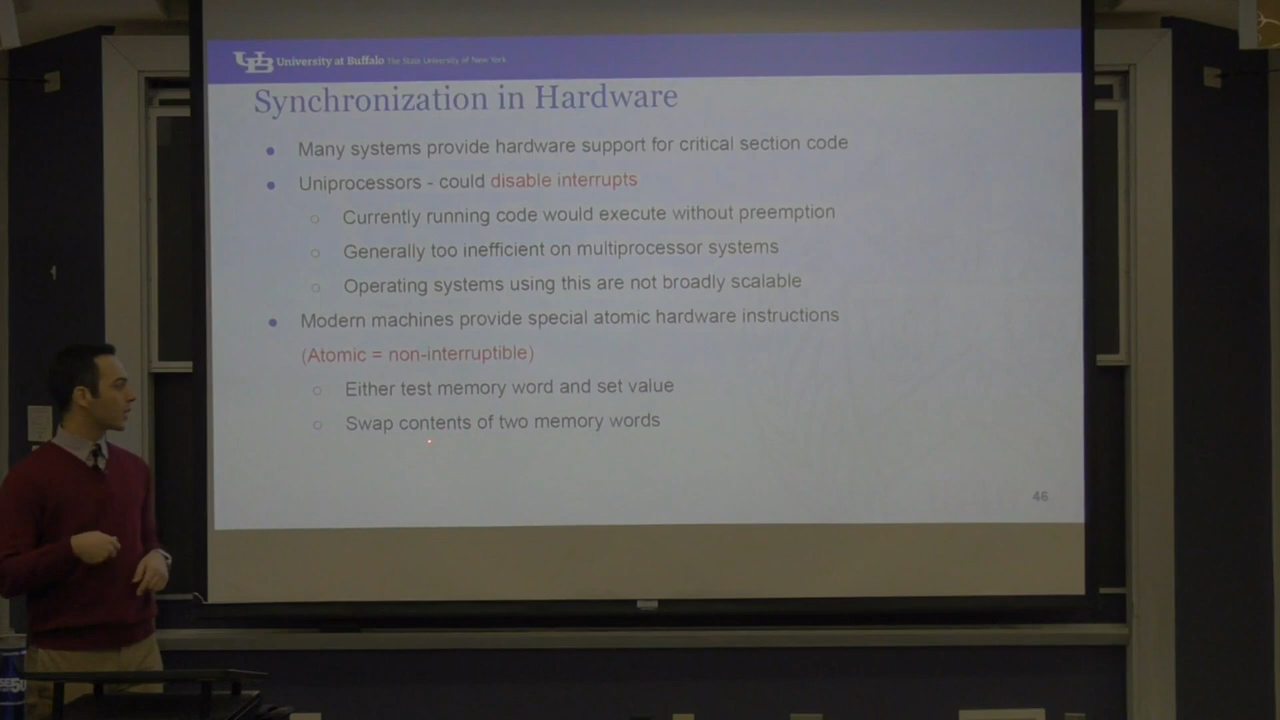 UB University at Buffalo The State University of New York
Synchronization in Hardware
● Many systems provide hardware support for critical section code
● Uniprocessors - could disable interrupts
○ Currently running code would execute without preemption
○ Generally too inefficient on multiprocessor systems
○ Operating systems using this are not broadly scalable
● Modern machines provide special atomic hardware instructions
(Atomic = non-interruptible)
○ Either test memory word and set value
○ Swap contents of two memory words
46